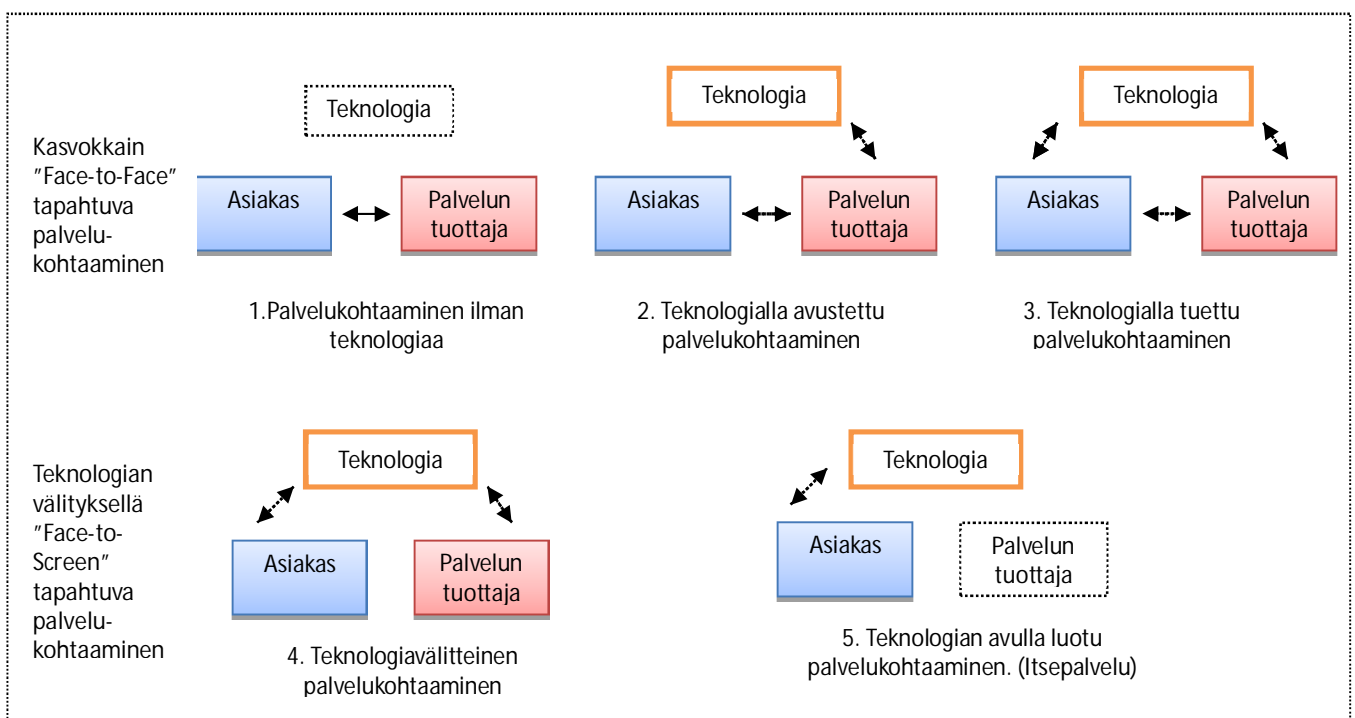 Kasvokkain
"Face-to-Face"
tapahtuva
palvelu-
kohtaaminen
Teknologia
Asiakas
Palvelun
tuottaja
1.Palvelukohtaaminen ilman
teknologiaa
Teknologia
Asiakas
Palvelun
tuottaja
2. Teknologialla avustettu
palvelukohtaaminen
Teknologia
Asiakas
Palvelun
tuottaja
3. Teknologialla tuettu
palvelukohtaaminen
Teknologian
välityksellä
"Face-to-
Screen"
tapahtuva
palvelu-
kohtaaminen
Teknologia
Asiakas
Palvelun
tuottaja
4. Teknologiavälitteinen
palvelukohtaaminen
Teknologia
Asiakas
Palvelun
tuottaja
5. Teknologian avulla luotu
palvelukohtaaminen. (Itsepalvelu)